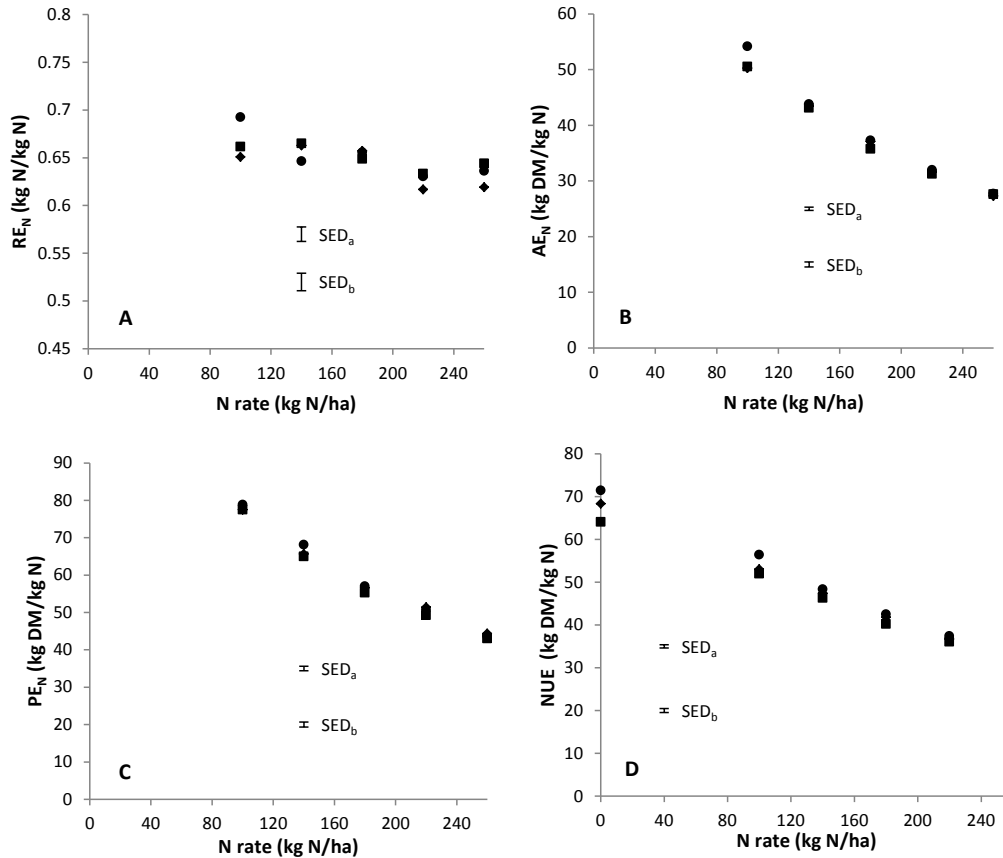 0.8
0.75
0.7
0.65
0.6
0.55
0.5
0.45
RE_N (kg N/kg N)
SED_a
SED_b
A
0 40 80 120 160 200 240
N rate (kg N/ha)
60
50
40
30
20
10
0
AE_N (kg DM/kg N)
SED_a
SED_b
B
0 40 80 120 160 200 240
N rate (kg N/ha)
90
80
70
60
50
40
30
20
10
0
PE_N (kg DM/kg N)
SED_a
SED_b
C
0 40 80 120 160 200 240
N rate (kg N/ha)
80
70
60
50
40
30
20
10
0
NUE (kg DM/kg N)
SED_a
SED_b
D
0 40 80 120 160 200 240
N rate (kg N/ha)